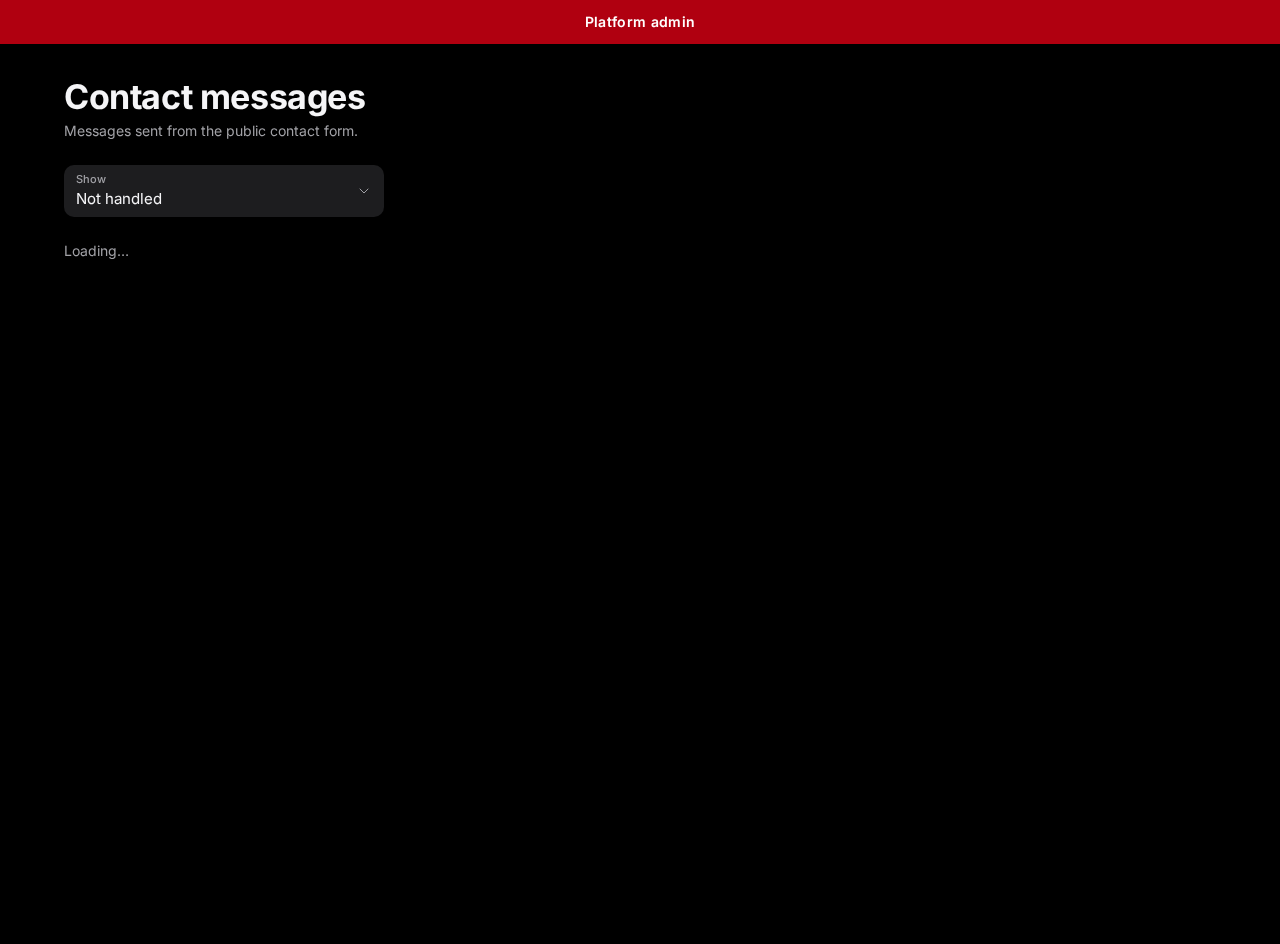 Platform admin
Contact messages
Messages sent from the public contact form.
Show
Not handled
Loading...